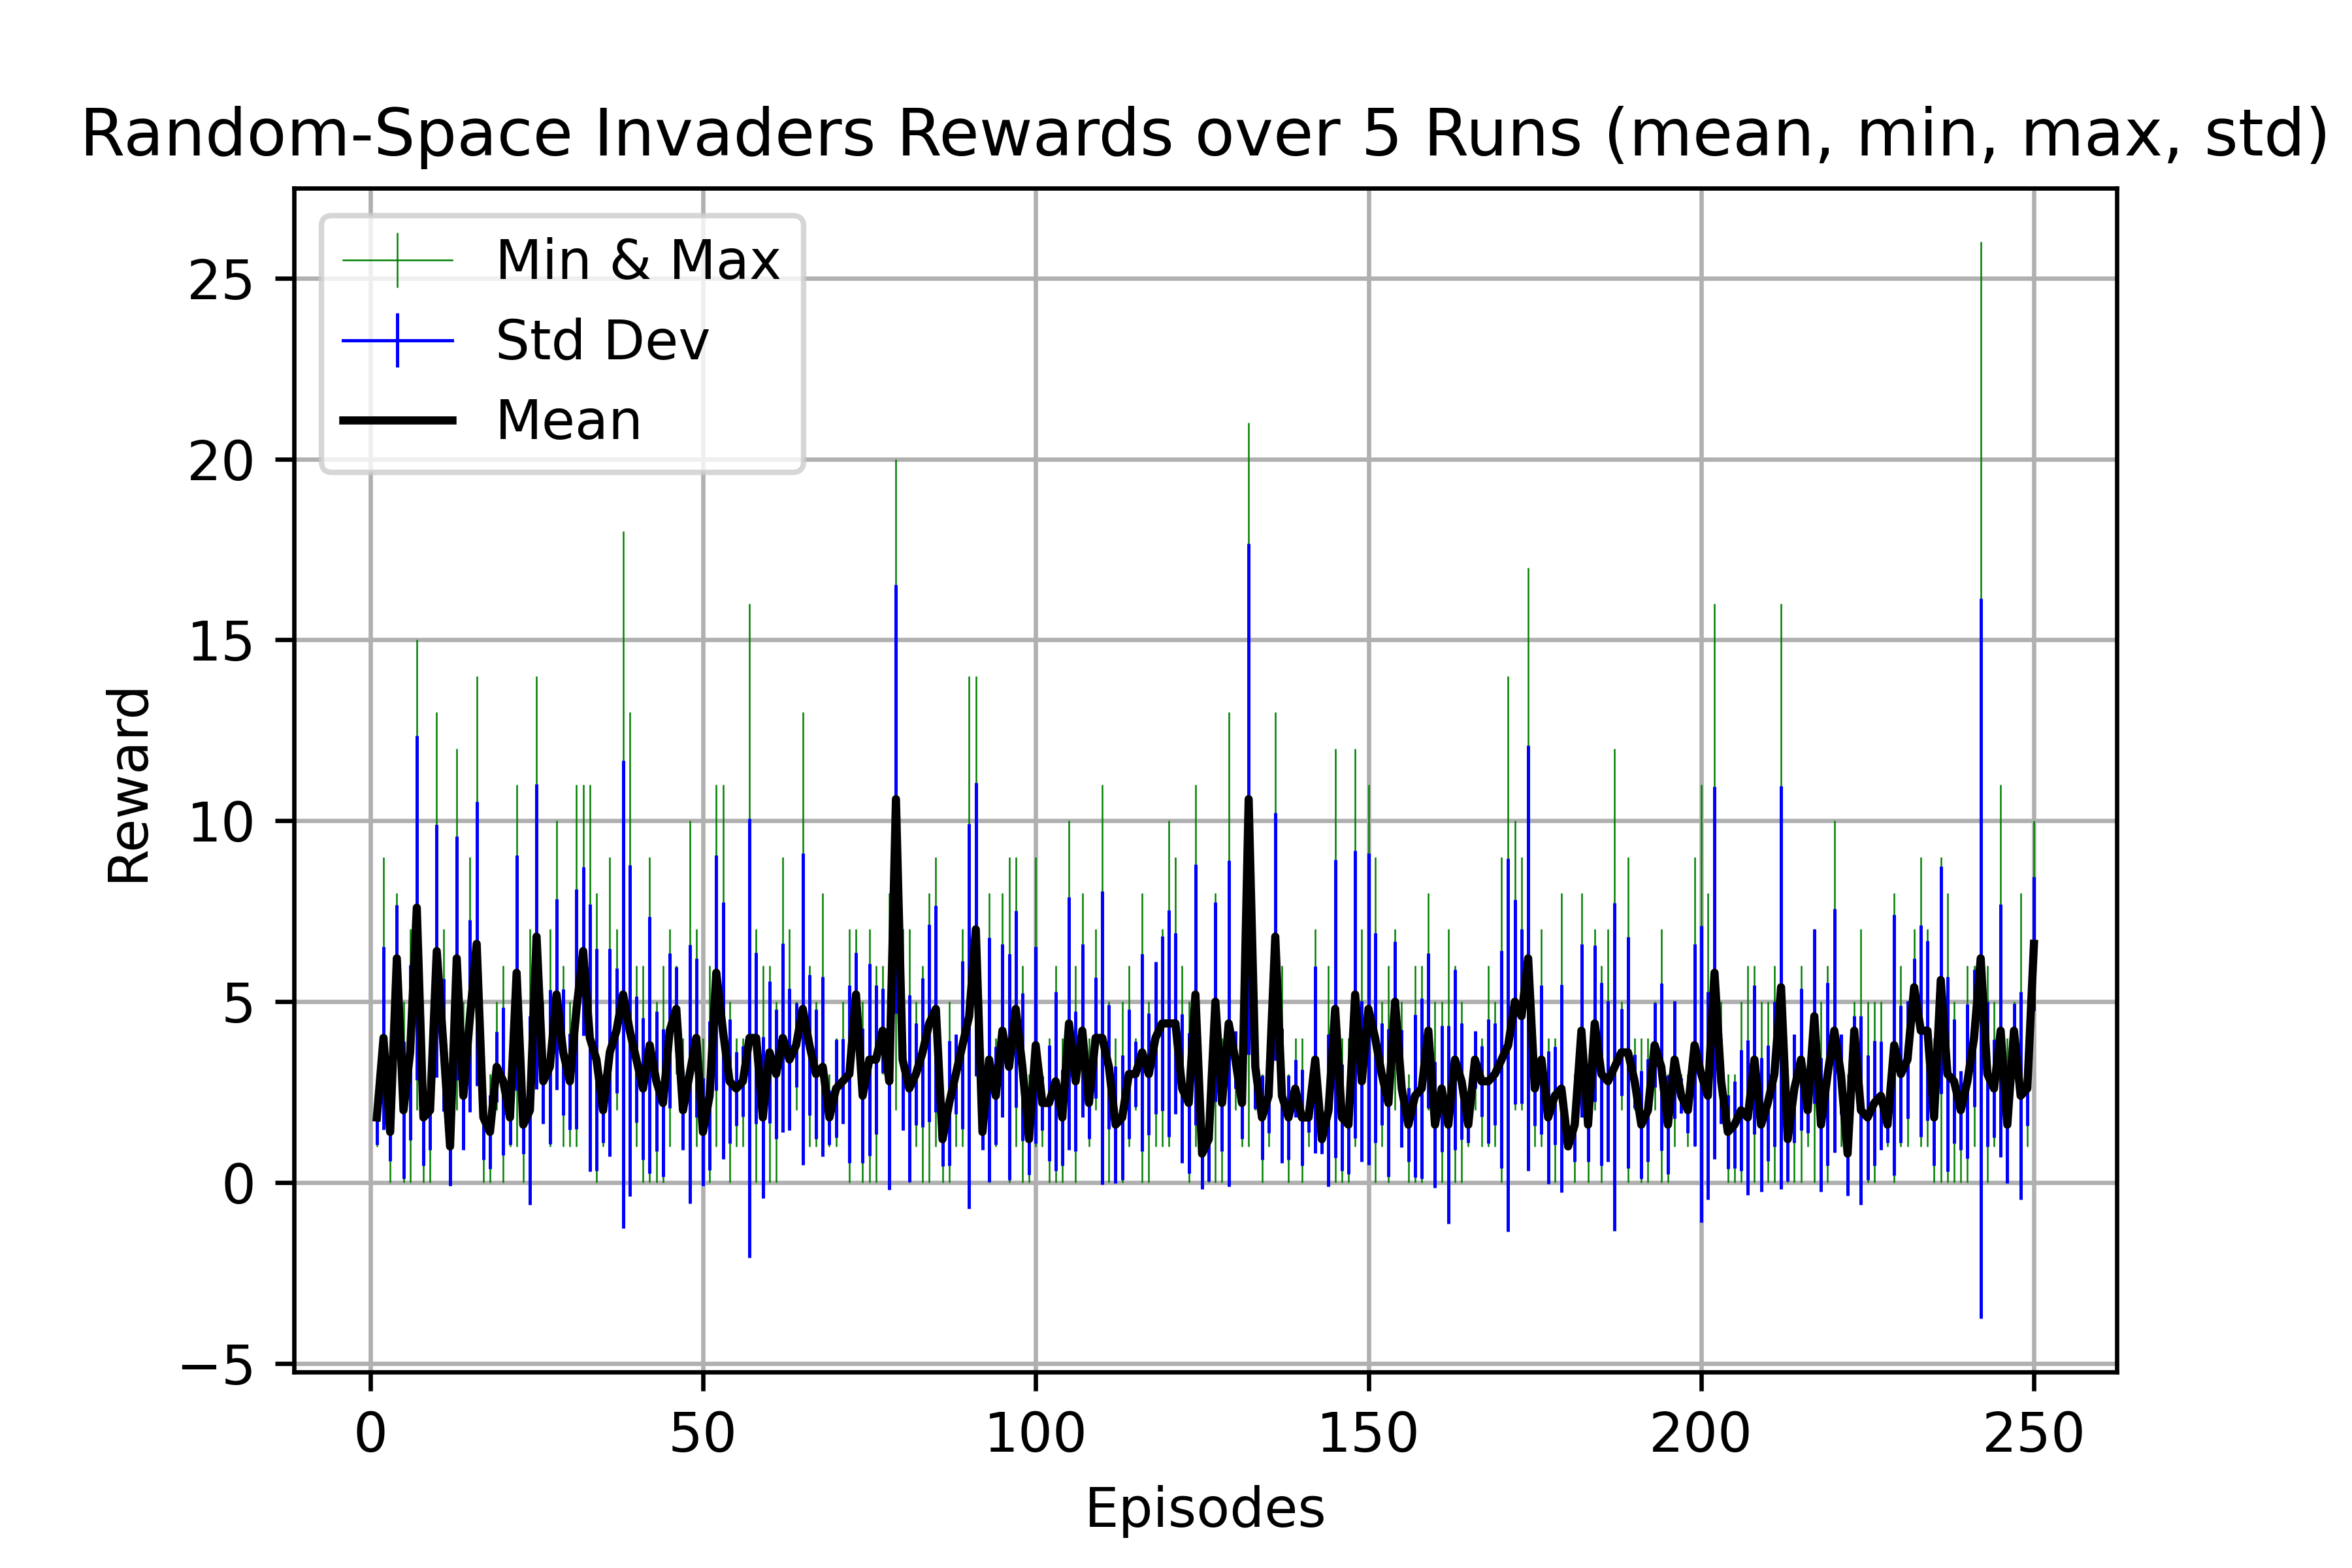 Random-Space Invaders Rewards over 5 Runs (mean, min, max, std)
Min & Max
Std Dev
Mean
25
20
15
10
5
0
−5
Reward
0 50 100 150 200 250
Episodes